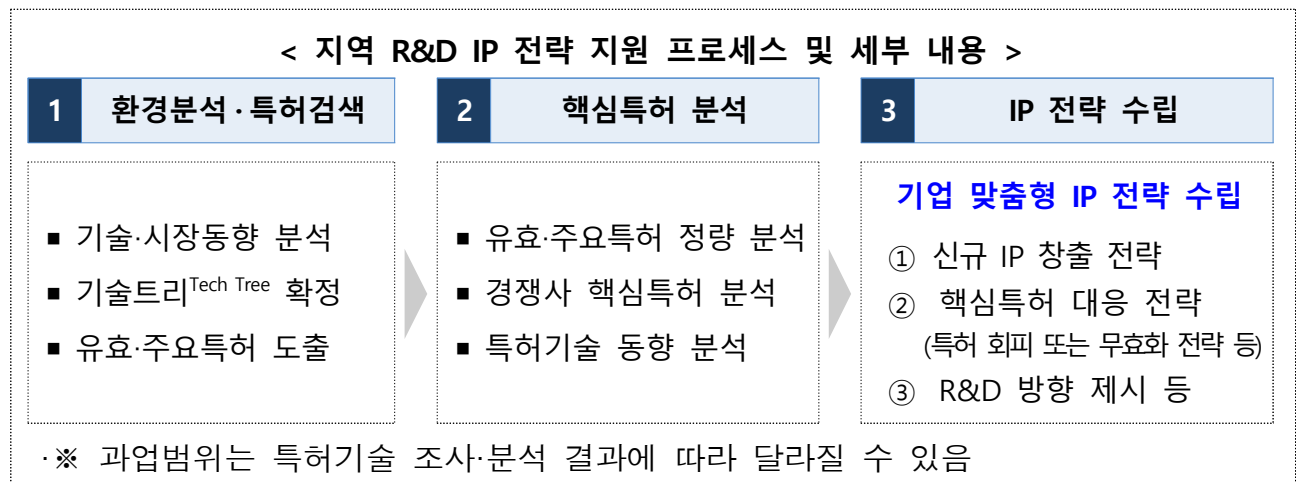 < 지역 R&D IP 전략 지원 프로세스 및 세부 내용 >
1 환경분석·특허검색
■ 기술·시장동향 분석
■ 기술트리Tech Tree 확정
■ 유효·주요특허 도출
2 핵심특허 분석
■ 유효·주요특허 정량 분석
■ 경쟁사 핵심특허 분석
■ 특허기술 동향 분석
3 IP 전략 수립
기업 맞춤형 IP 전략 수립
① 신규 IP 창출 전략
② 핵심특허 대응 전략
(특허 회피 또는 무효화 전략 등)
③ R&D 방향 제시 등
·※ 과업범위는 특허기술 조사·분석 결과에 따라 달라질 수 있음